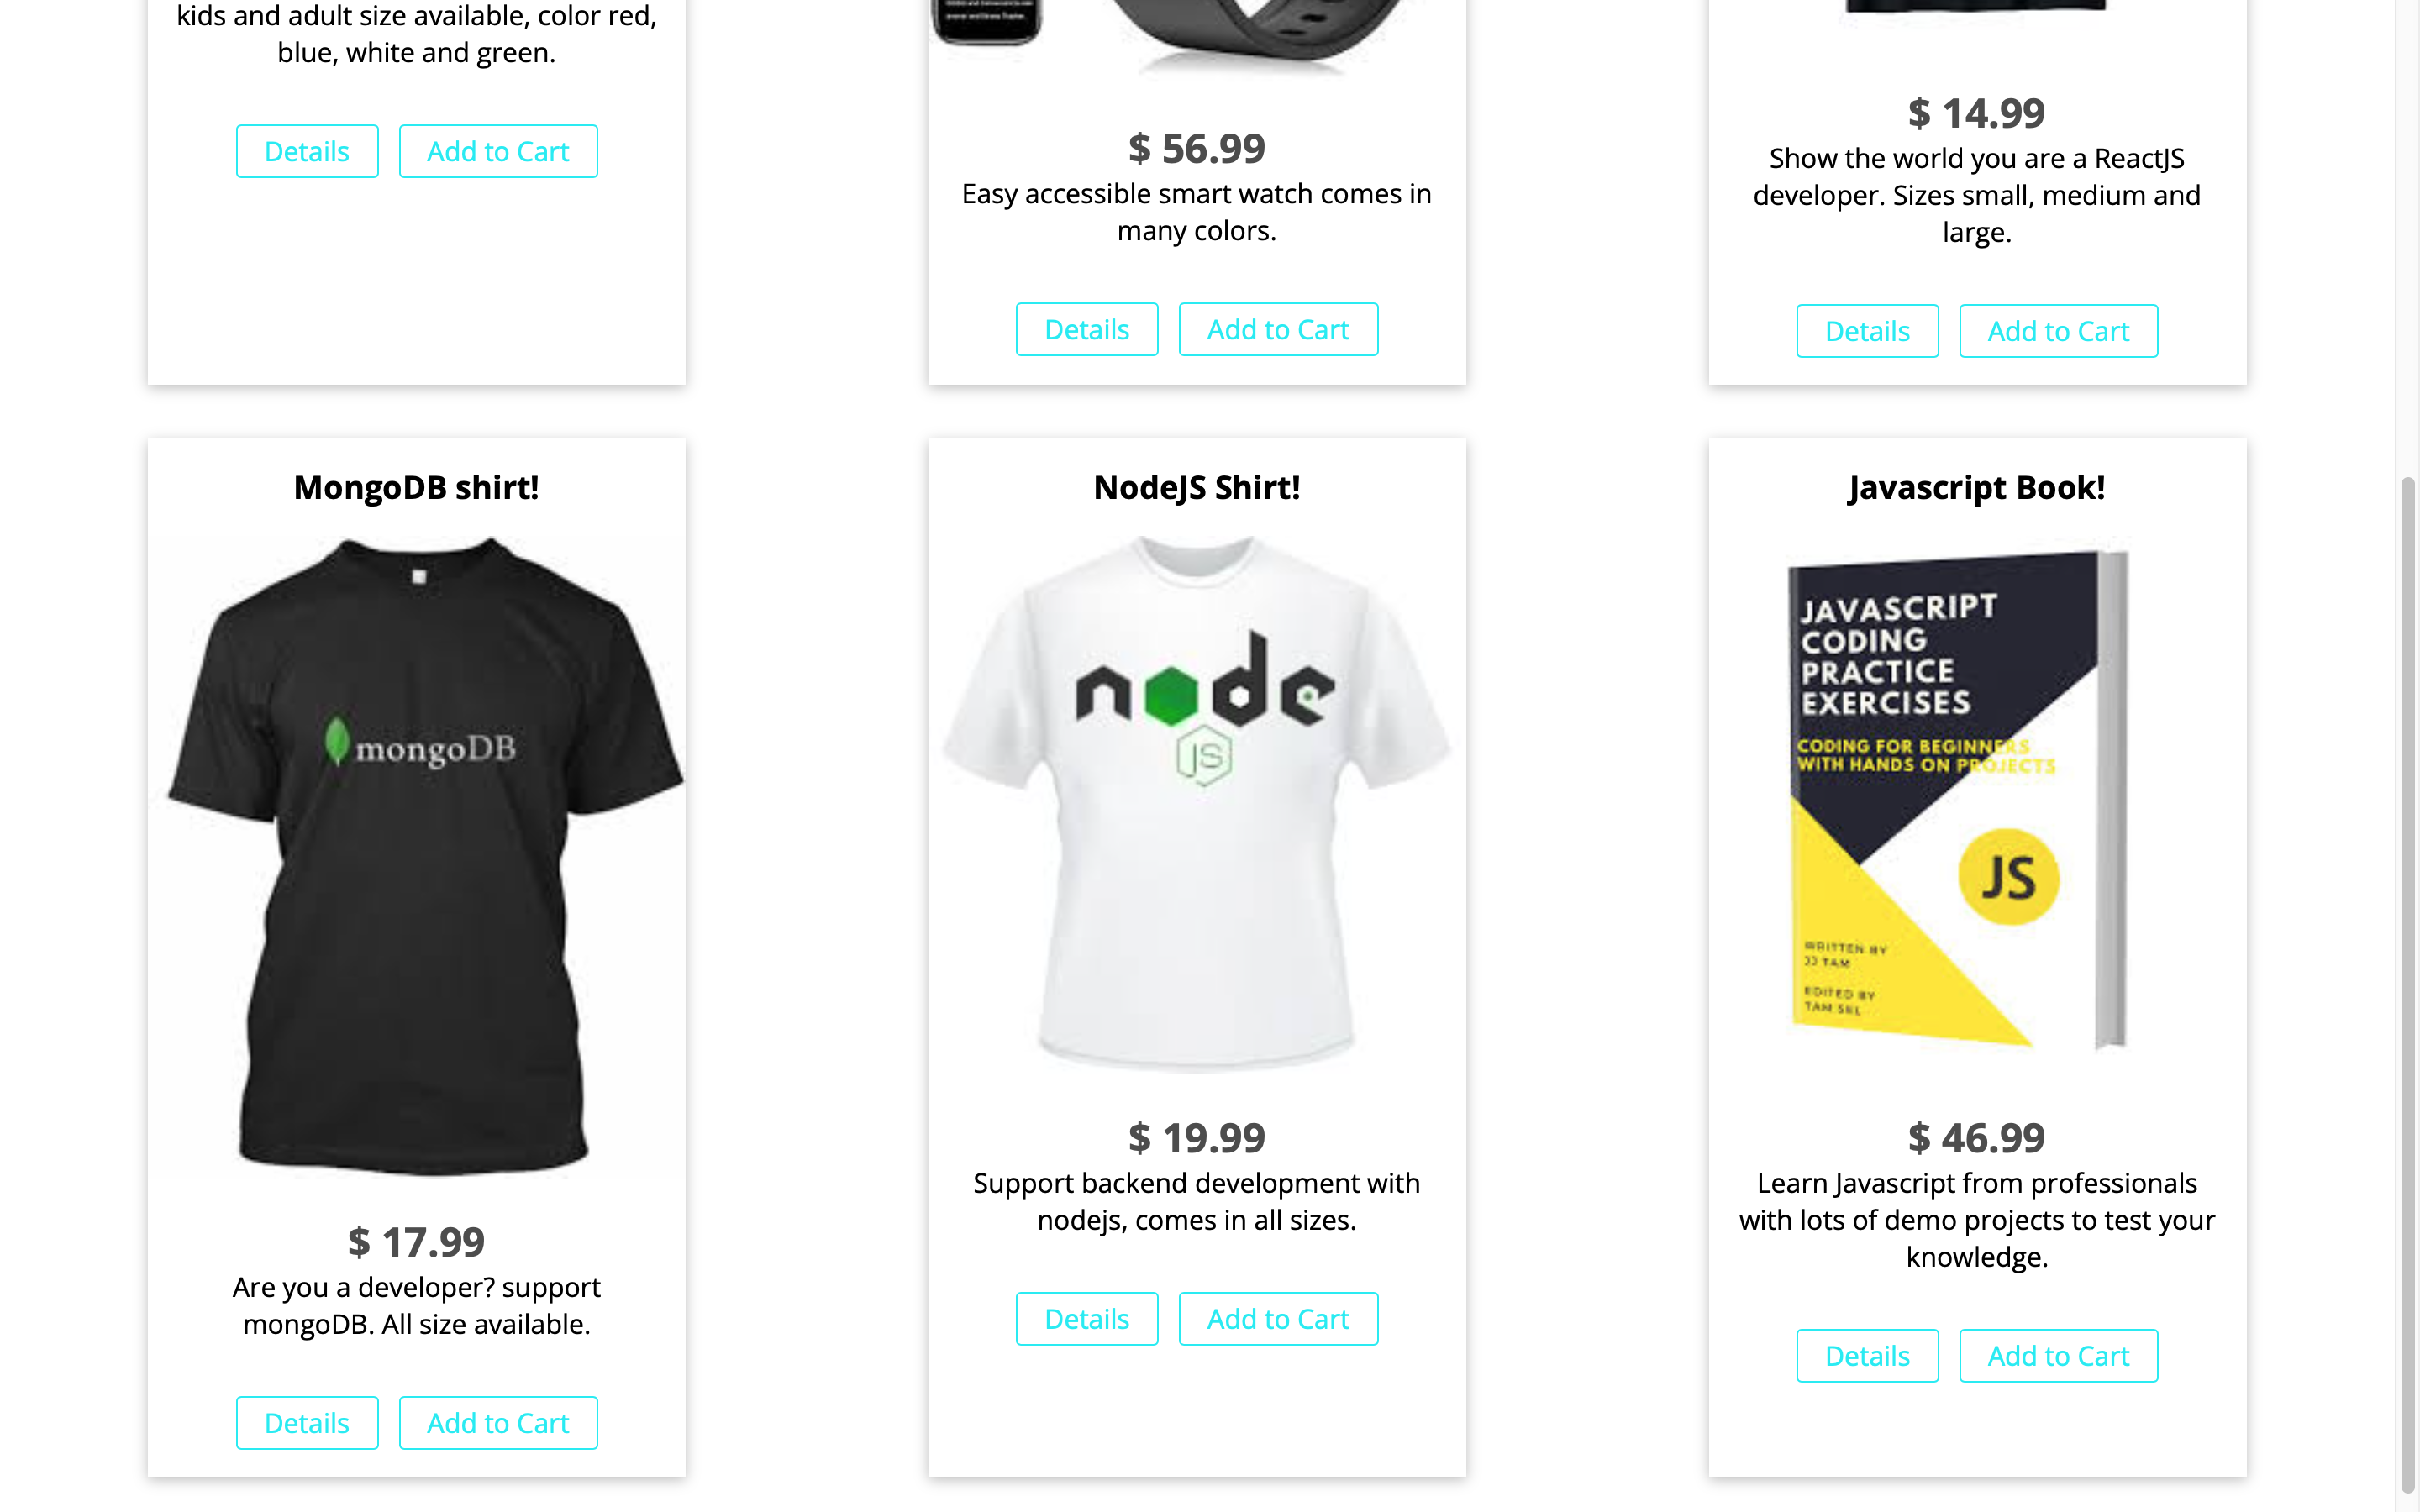 kids and adult size available, color red,
blue, white and green.
Details
Add to Cart
$ 56.99
Easy accessible smart watch comes in
many colors.
Details
Add to Cart
$ 14.99
Show the world you are a ReactJS
developer. Sizes small, medium and
large.
Details
Add to Cart
MongoDB shirt!
mongoDB
$ 17.99
Are you a developer? support
mongoDB. All size available.
Details
Add to Cart
NodeJS Shirt!
node
JS
$ 19.99
Support backend development with
nodejs, comes in all sizes.
Details
Add to Cart
Javascript Book!
JAVASCRIPT
CODING
PRACTICE
EXERCISES
CODING FOR BEGINNERS
WITH HANDS ON PROJECTS
JS
WRITTEN BY
JJ TAM
EDITED BY
TAM SEL
$ 46.99
Learn Javascript from professionals
with lots of demo projects to test your
knowledge.
Details
Add to Cart